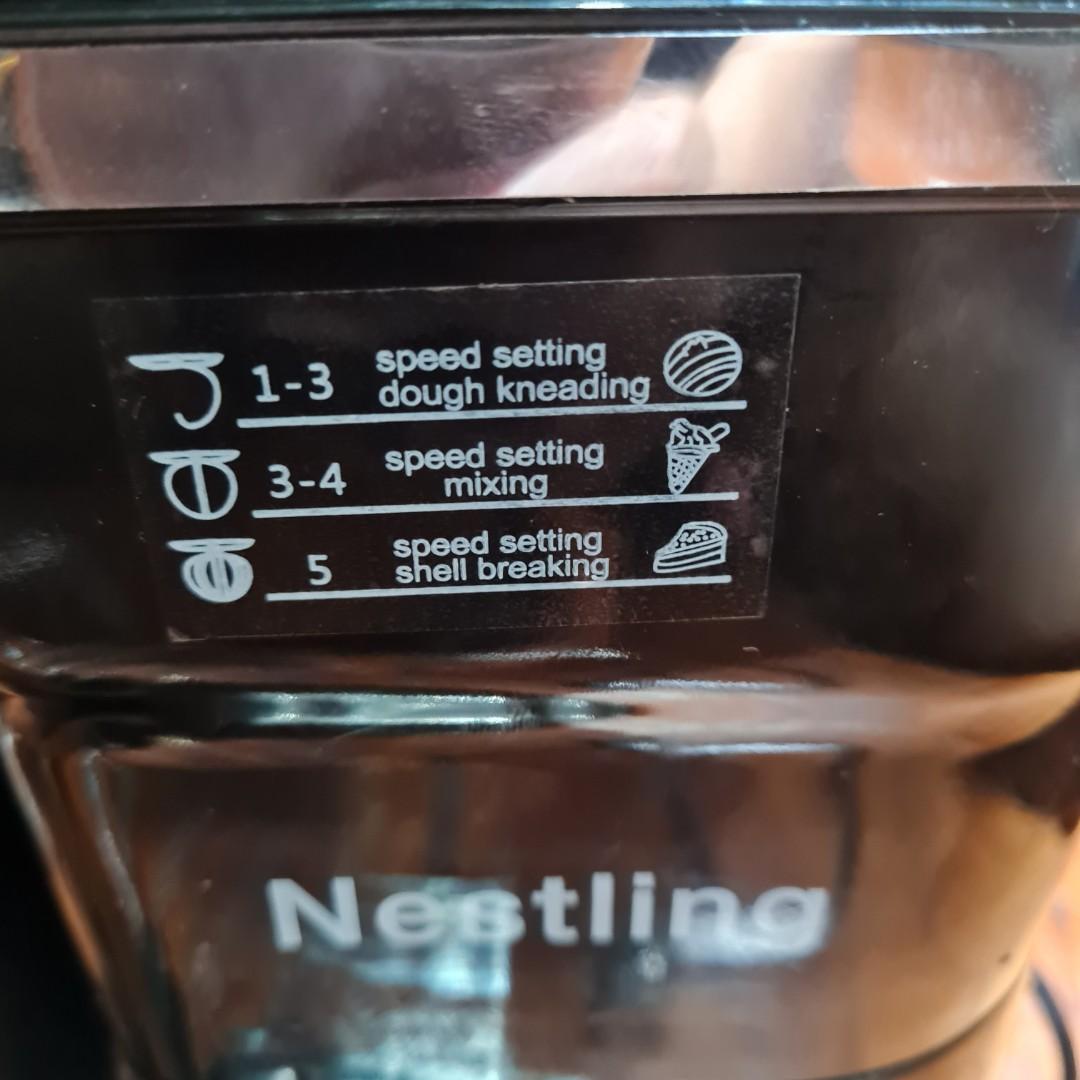 1-3 speed setting
dough kneading
3-4 speed setting
mixing
5 speed setting
shell breaking
Nestling